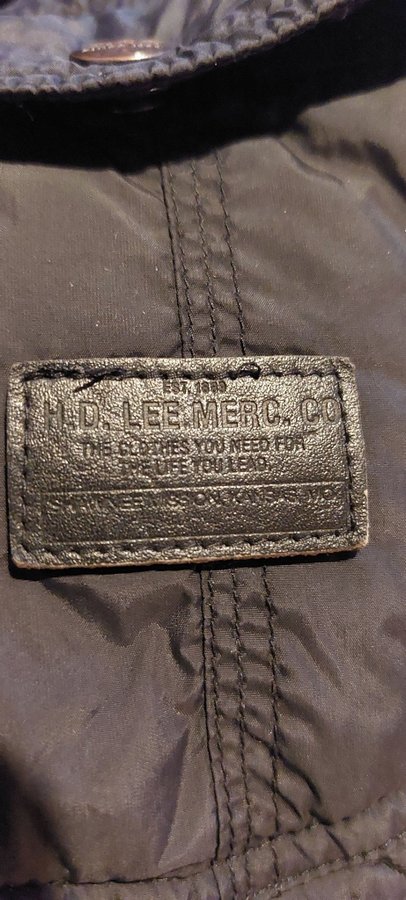 EST. 1889
H.D. LEE MERC. CO
THE CLOTHES YOU NEED FOR
THE LIFE YOU LEAD.
SHAWNEE MISSION, KANSAS,